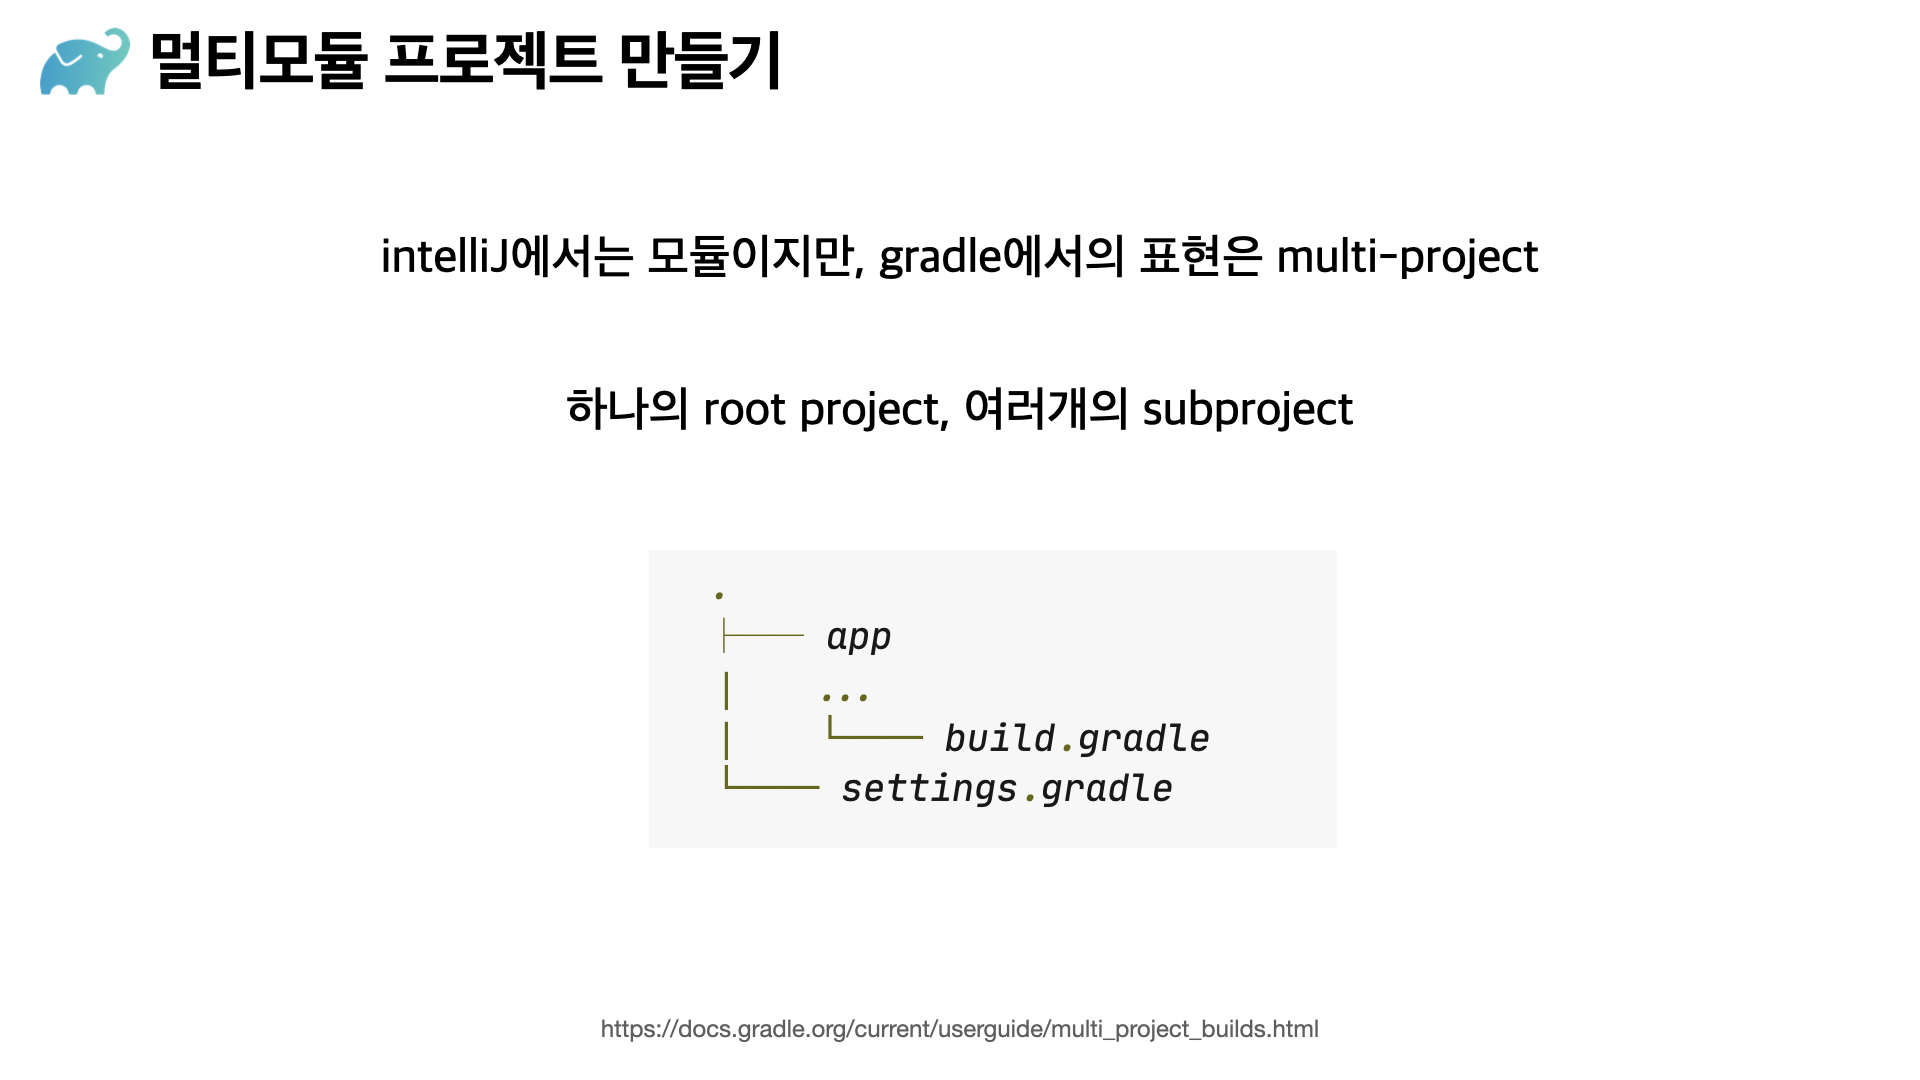 멀티모듈 프로젝트 만들기
intelliJ에서는 모듈이지만, gradle에서의 표현은 multi-project
하나의 root project, 여러개의 subproject
.
├── app
│   ...
│   └── build.gradle
└── settings.gradle
https://docs.gradle.org/current/userguide/multi_project_builds.html